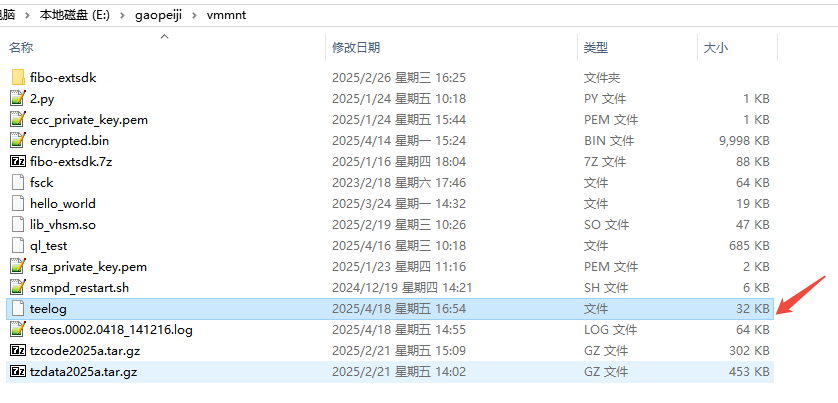 电脑 > 本地磁盘 (E:) > gaopeiji > vmmnt
名称 修改日期 类型 大小
fibo-extsdk 2025/2/26 星期三 16:25 文件夹
2.py 2025/1/24 星期五 10:18 PY 文件 1 KB
ecc_private_key.pem 2025/1/24 星期五 15:44 PEM 文件 1 KB
encrypted.bin 2025/4/14 星期一 15:24 BIN 文件 9,998 KB
fibo-extsdk.7z 2025/1/16 星期四 18:04 7Z 文件 88 KB
fsck 2023/2/18 星期六 17:46 文件 64 KB
hello_world 2025/3/24 星期一 14:32 文件 19 KB
lib_vhsm.so 2025/2/19 星期三 10:26 SO 文件 47 KB
ql_test 2025/4/16 星期三 10:18 文件 685 KB
rsa_private_key.pem 2025/1/23 星期四 11:16 PEM 文件 2 KB
snmpd_restart.sh 2024/12/19 星期四 14:21 SH 文件 6 KB
teelog 2025/4/18 星期五 16:54 文件 32 KB
teeos.0002.0418_141216.log 2025/4/18 星期五 14:55 LOG 文件 64 KB
tzcode2025a.tar.gz 2025/2/21 星期五 15:09 GZ 文件 302 KB
tzdata2025a.tar.gz 2025/2/21 星期五 14:02 GZ 文件 453 KB